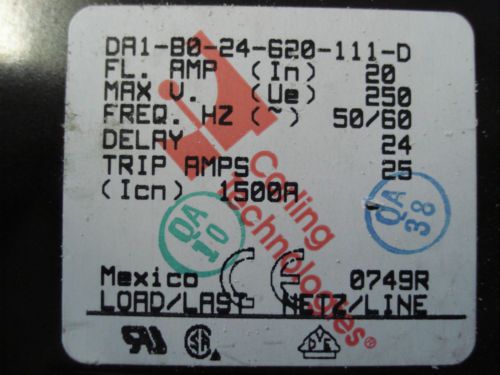 DA1-B0-24-620-111-D
FL. AMP (In) 20
MAX V. (Ue) 250
FREQ. HZ (~) 50/60
DELAY 24
TRIP AMPS 25
(Icn) 1500A
Carling
Technologies®
QA
10
QA
38
CE
Mexico 0749R
LOAD/LAST NETZ/LINE